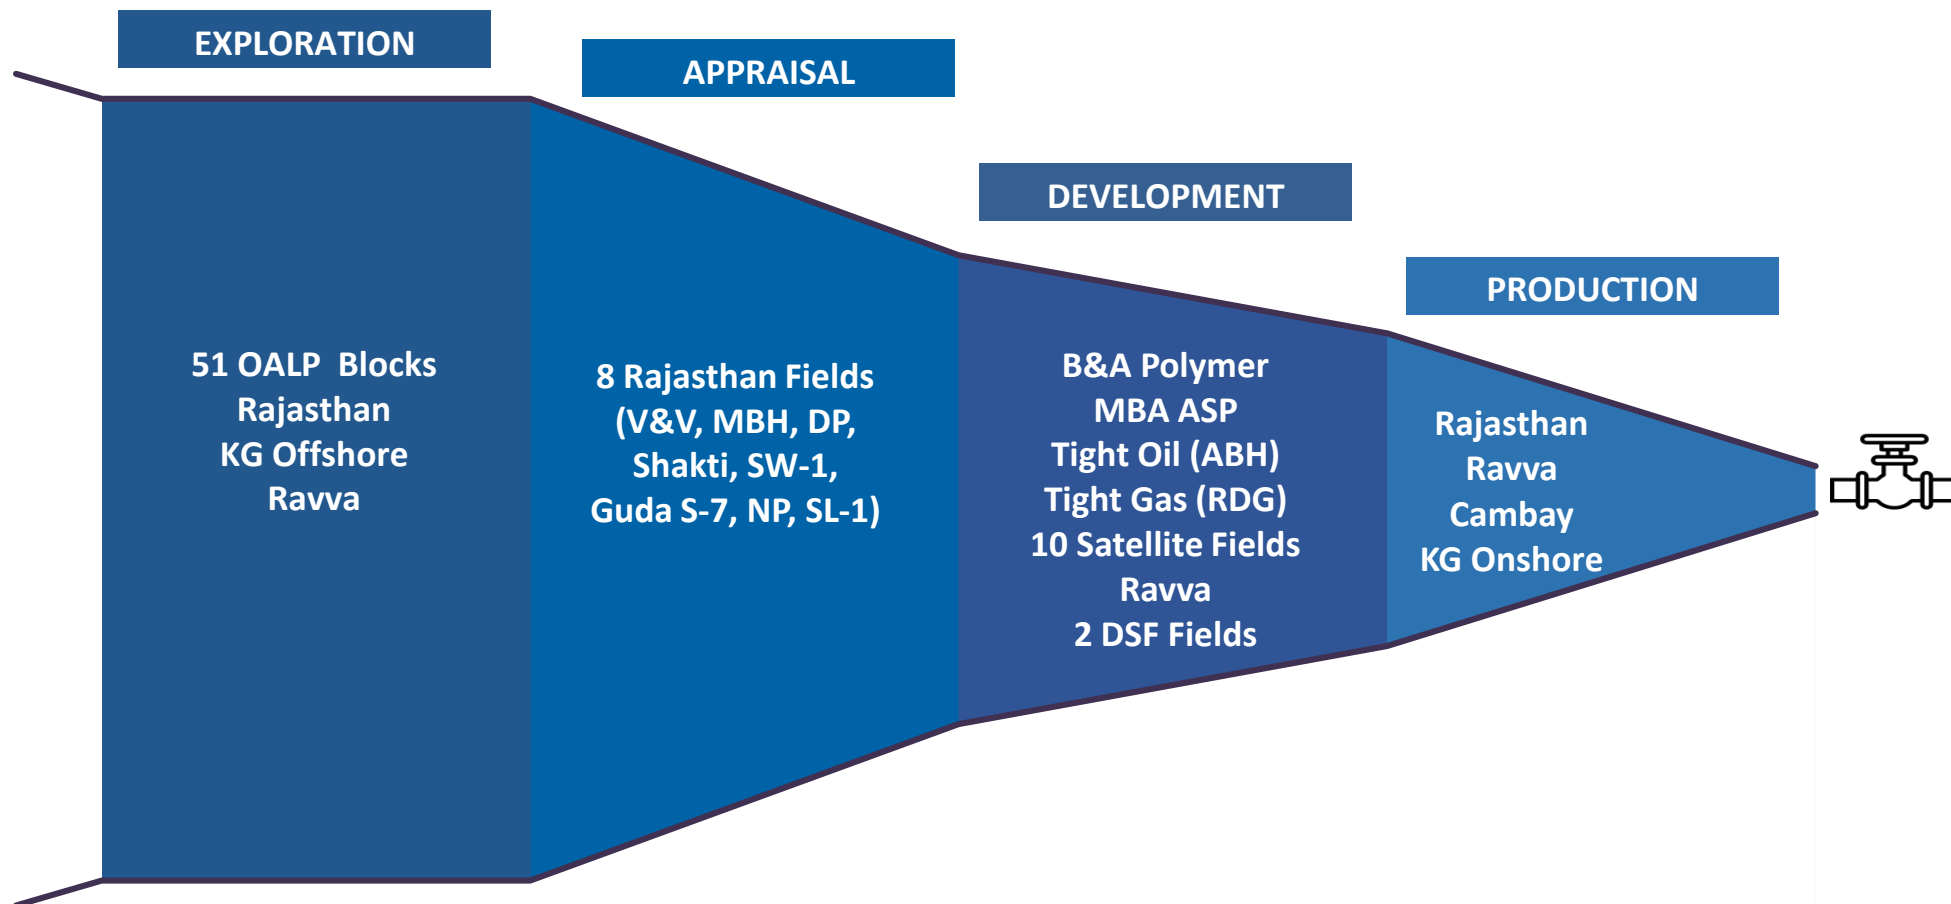 EXPLORATION
51 OALP Blocks
Rajasthan
KG Offshore
Ravva
APPRAISAL
8 Rajasthan Fields
(V&V, MBH, DP,
Shakti, SW-1,
Guda S-7, NP, SL-1)
DEVELOPMENT
B&A Polymer
MBA ASP
Tight Oil (ABH)
Tight Gas (RDG)
10 Satellite Fields
Ravva
2 DSF Fields
PRODUCTION
Rajasthan
Ravva
Cambay
KG Onshore